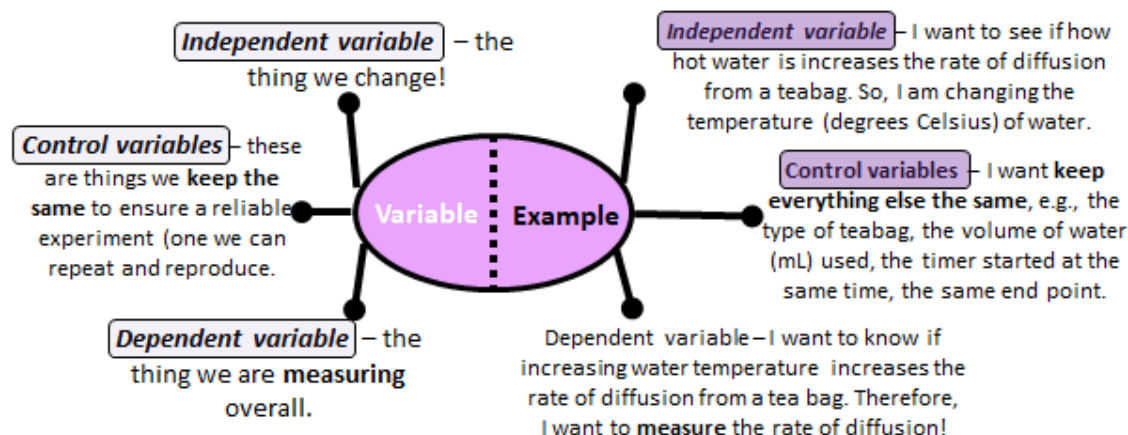 Independent variable – the
thing we change!
Control variables – these
are things we keep the
same to ensure a reliable
experiment (one we can
repeat and reproduce.
Dependent variable – the
thing we are measuring
overall.
Variable
Example
Independent variable – I want to see if how
hot water is increases the rate of diffusion
from a teabag. So, I am changing the
temperature (degrees Celsius) of water.
Control variables – I want keep
everything else the same, e.g., the
type of teabag, the volume of water
(mL) used, the timer started at the
same time, the same end point.
Dependent variable – I want to know if
increasing water temperature increases the
rate of diffusion from a tea bag. Therefore,
I want to measure the rate of diffusion!